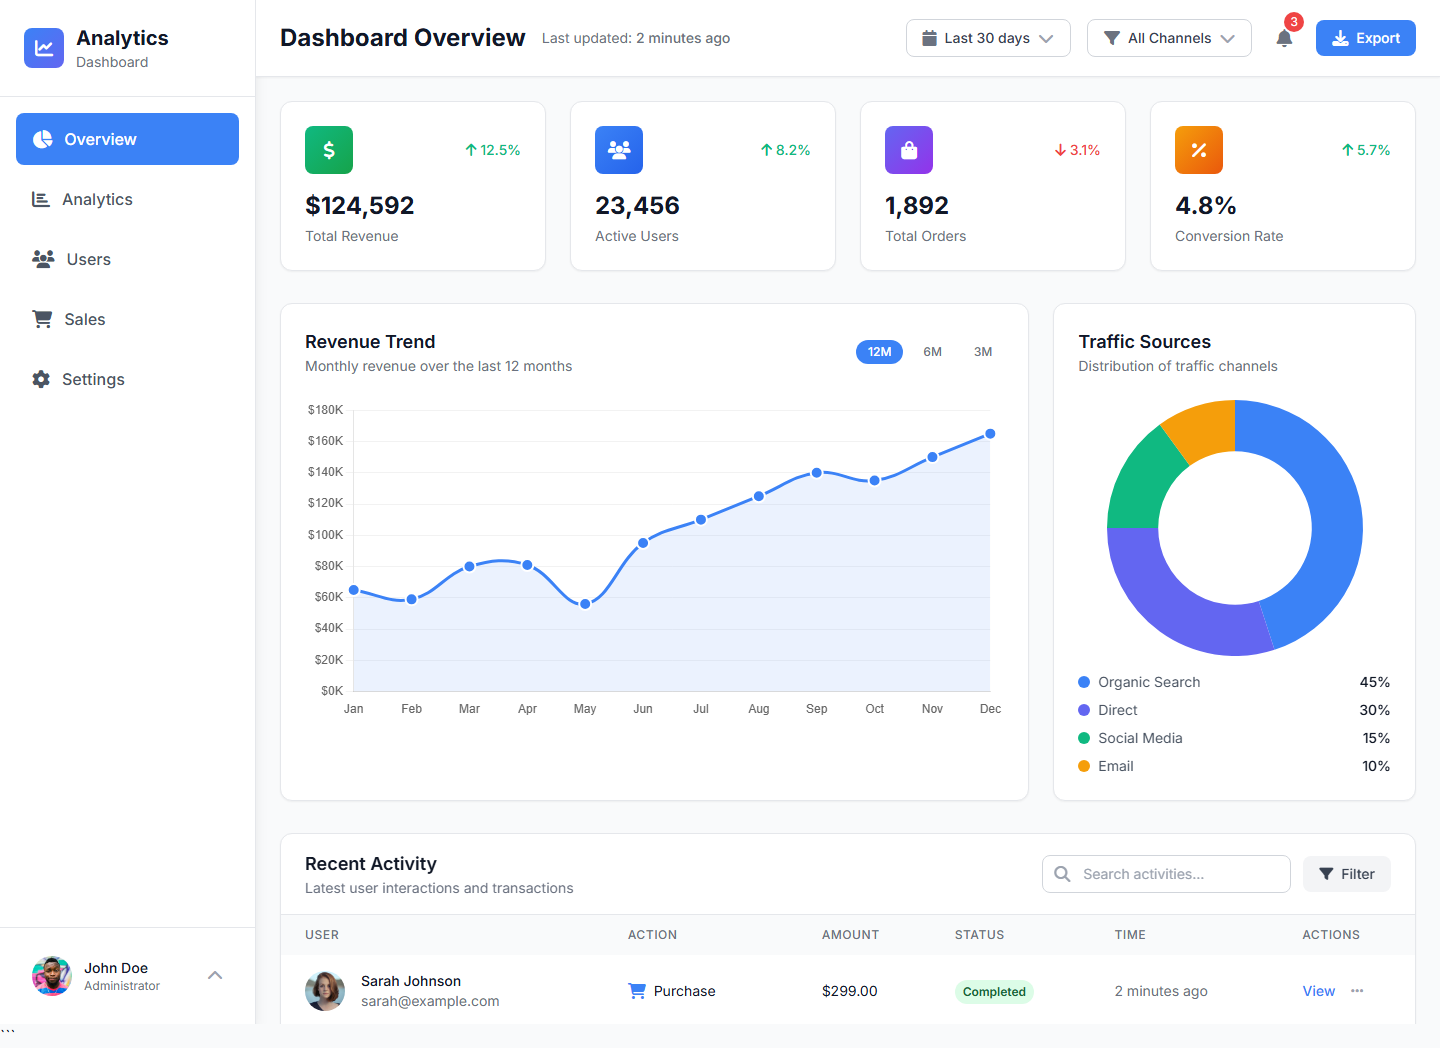 Analytics
Dashboard
Overview
Analytics
Users
Sales
Settings
John Doe
Administrator
```
Dashboard Overview
Last updated: 2 minutes ago
Last 30 days
All Channels
3
Export
$
12.5%
$124,592
Total Revenue
8.2%
23,456
Active Users
3.1%
1,892
Total Orders
%
5.7%
4.8%
Conversion Rate
Revenue Trend
Monthly revenue over the last 12 months
12M 6M 3M
$180K
$160K
$140K
$120K
$100K
$80K
$60K
$40K
$20K
$0K
Jan Feb Mar Apr May Jun Jul Aug Sep Oct Nov Dec
Traffic Sources
Distribution of traffic channels
Organic Search 45%
Direct 30%
Social Media 15%
Email 10%
Recent Activity
Latest user interactions and transactions
Search activities...
Filter
USER ACTION AMOUNT STATUS TIME ACTIONS
Sarah Johnson
sarah@example.com
Purchase $299.00 Completed 2 minutes ago View